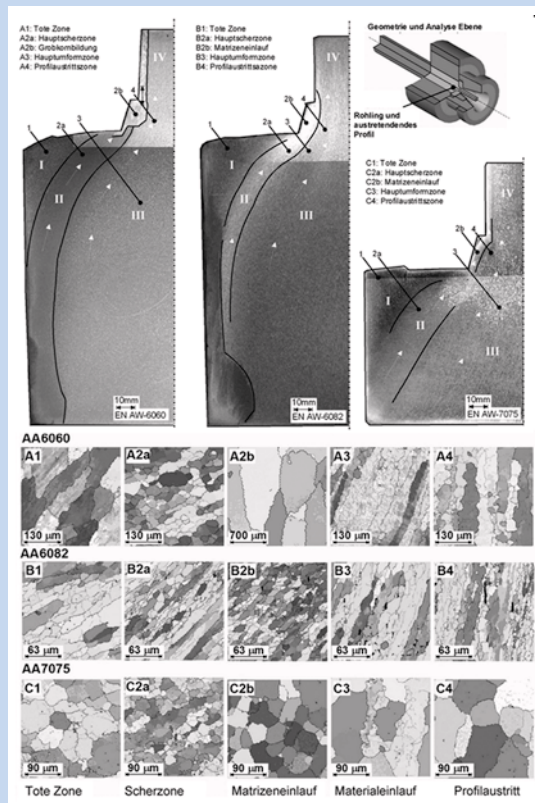 A1: Tote Zone
A2a: Hauptscherzone
A2b: Grobkornbildung
A3: Hauptumformzone
A4: Profilaustrittszone
B1: Tote Zone
B2a: Hauptscherzone
B2b: Matrizeneinlauf
B3: Hauptumformzone
B4: Profilaustrittsazone
Geometrie und Analyse Ebene
Rohling und
austretendendes
Profil
C1: Tote Zone
C2a: Hauptscherzone
C2b: Matrizeneinlauf
C3: Hauptumformzone
C4: Profilaustrittszone
IV
2b
4
3
2a
1
I
II
III
10mm
EN AW-6060
IV
2b
4
3
2a
1
I
II
III
10mm
EN AW-6082
IV
2b
4
3
2a
1
I
II
III
10mm
EN AW-7075
AA6060
A1 A2a A2b A3 A4
130 µm 130 µm 700 µm 130 µm 130 µm
AA6082
B1 B2a B2b B3 B4
63 µm 63 µm 63 µm 63 µm 63 µm
AA7075
C1 C2a C2b C3 C4
90 µm 90 µm 90 µm 90 µm 90 µm
Tote Zone Scherzone Matrizeneinlauf Materialeinlauf Profilaustritt